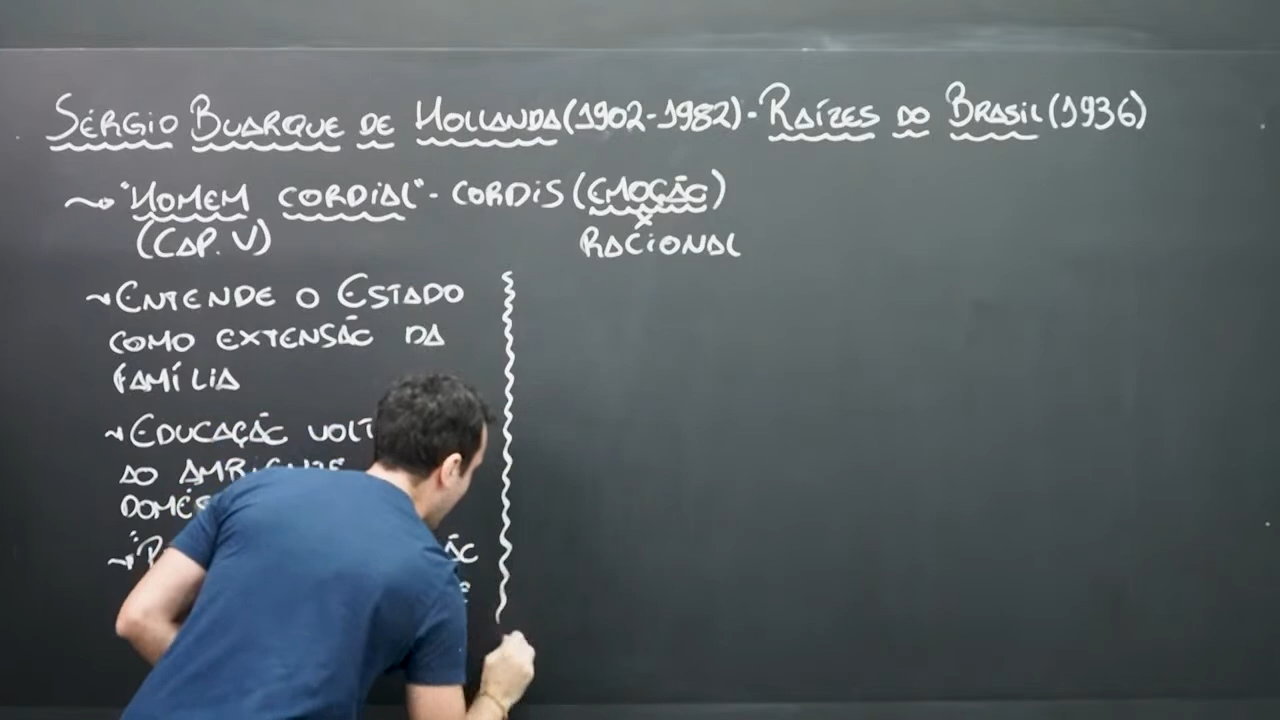 SÉRGIO BUARQUE DE HOLLANDA (1902-1982) - RAÍZES DO BRASIL (1936)
"HOMEM CORDIAL" - CORDIS (EMOÇÃO)
X
(CAP. V) RACIONAL
ENTENDE O ESTADO
COMO EXTENSÃO DA
FAMÍLIA
EDUCAÇÃO
AO